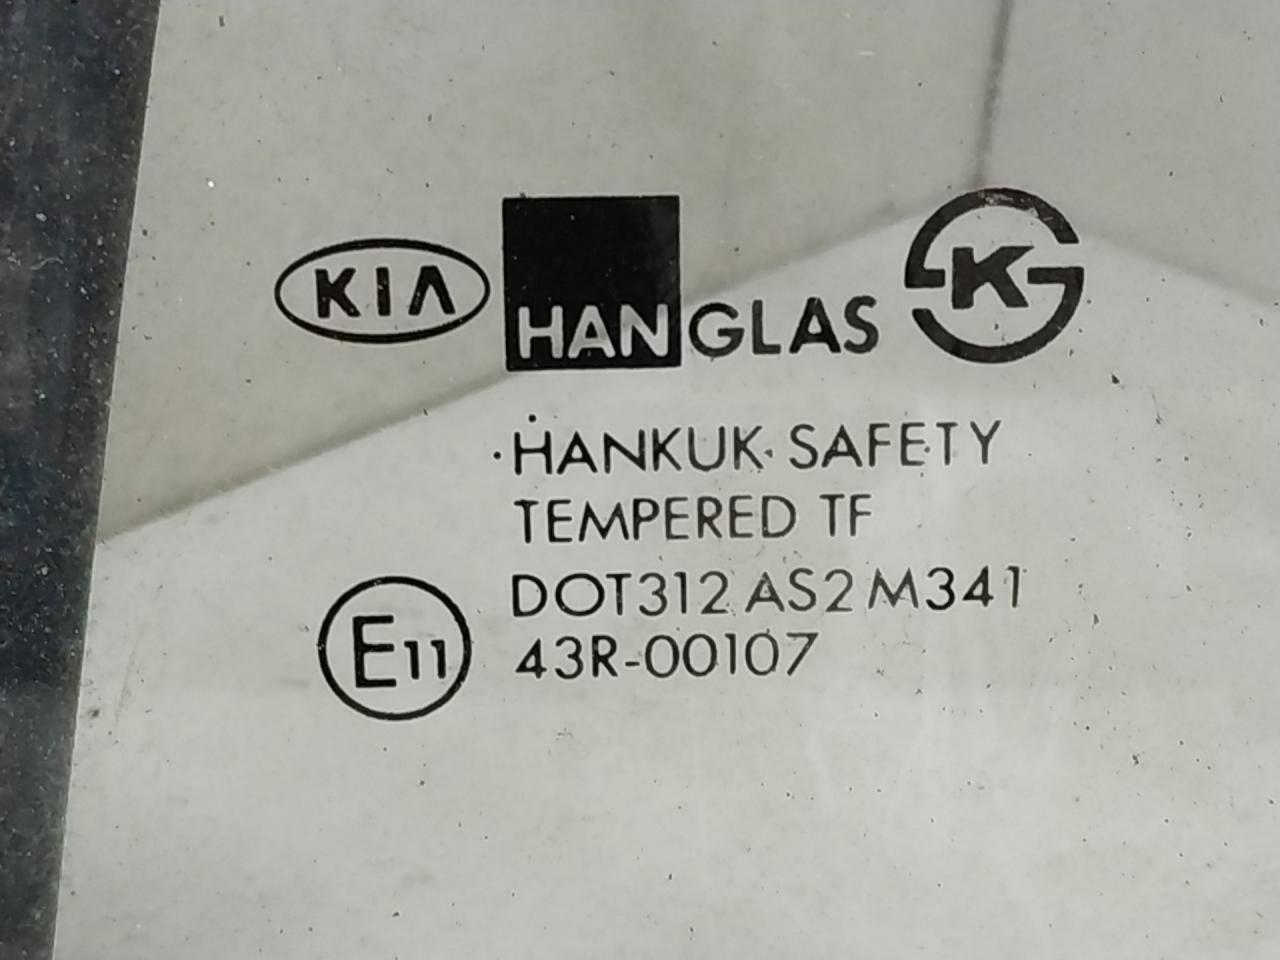 KIA HANGLAS K
·HANKUK· SAFETY
TEMPERED TF
DOT312 AS2 M341
E11 43R-00107